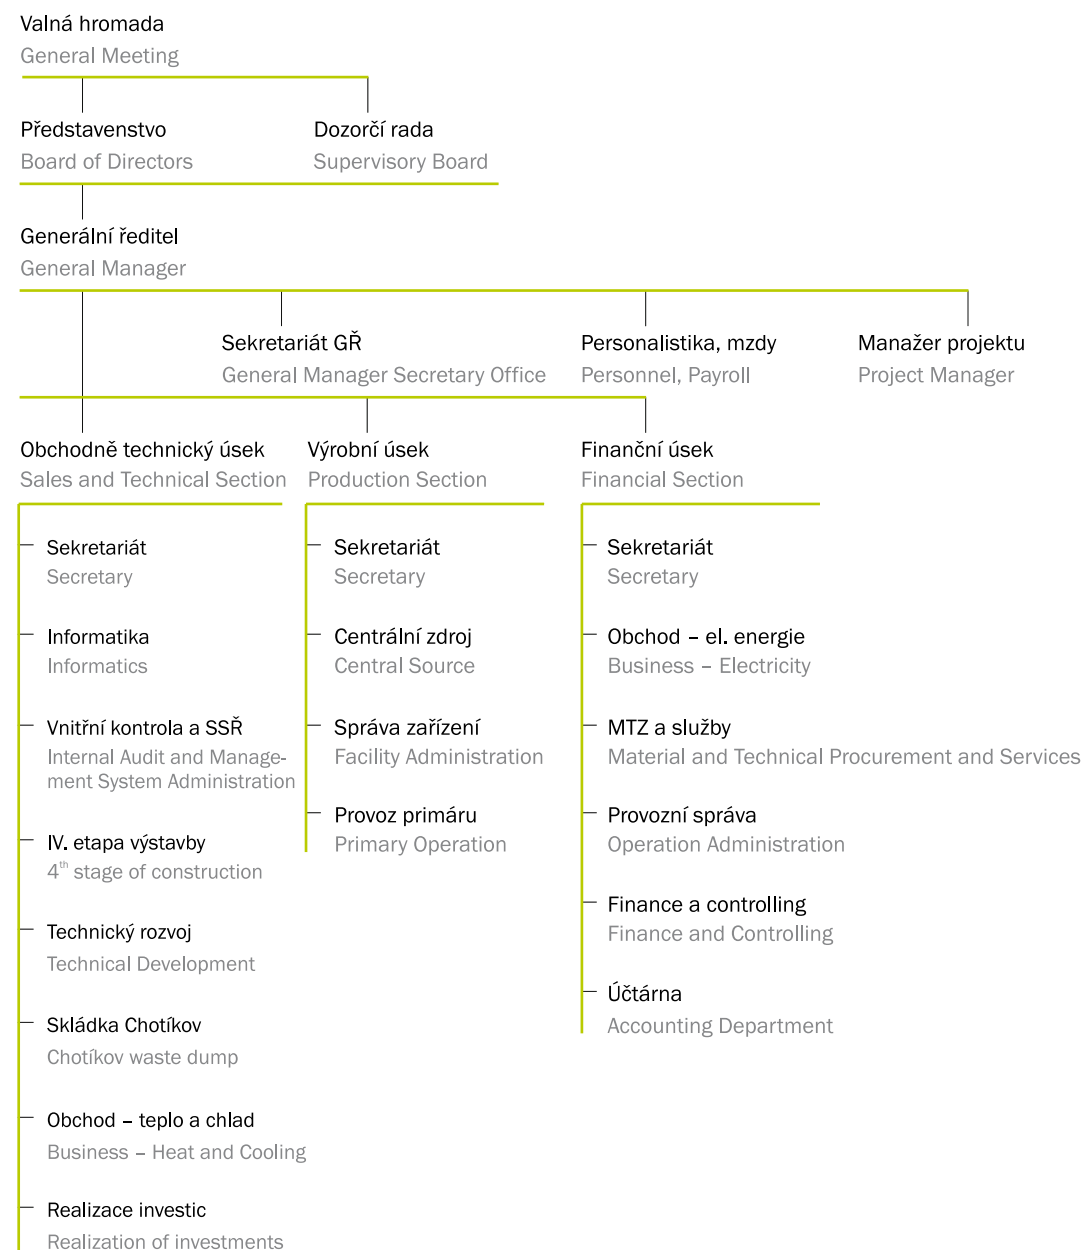 Valná hromada
General Meeting
Představenstvo
Board of Directors
Dozorčí rada
Supervisory Board
Generální ředitel
General Manager
Sekretariát GŘ
General Manager Secretary Office
Personalistika, mzdy
Personnel, Payroll
Manažer projektu
Project Manager
Obchodně technický úsek
Sales and Technical Section
Sekretariát
Secretary
Informatika
Informatics
Vnitřní kontrola a SSŘ
Internal Audit and Manage-
ment System Administration
IV. etapa výstavby
4th stage of construction
Technický rozvoj
Technical Development
Skládka Chotíkov
Chotíkov waste dump
Obchod – teplo a chlad
Business – Heat and Cooling
Realizace investic
Realization of investments
Výrobní úsek
Production Section
Sekretariát
Secretary
Centrální zdroj
Central Source
Správa zařízení
Facility Administration
Provoz primáru
Primary Operation
Finanční úsek
Financial Section
Sekretariát
Secretary
Obchod – el. energie
Business – Electricity
MTZ a služby
Material and Technical Procurement and Services
Provozní správa
Operation Administration
Finance a controlling
Finance and Controlling
Účtárna
Accounting Department